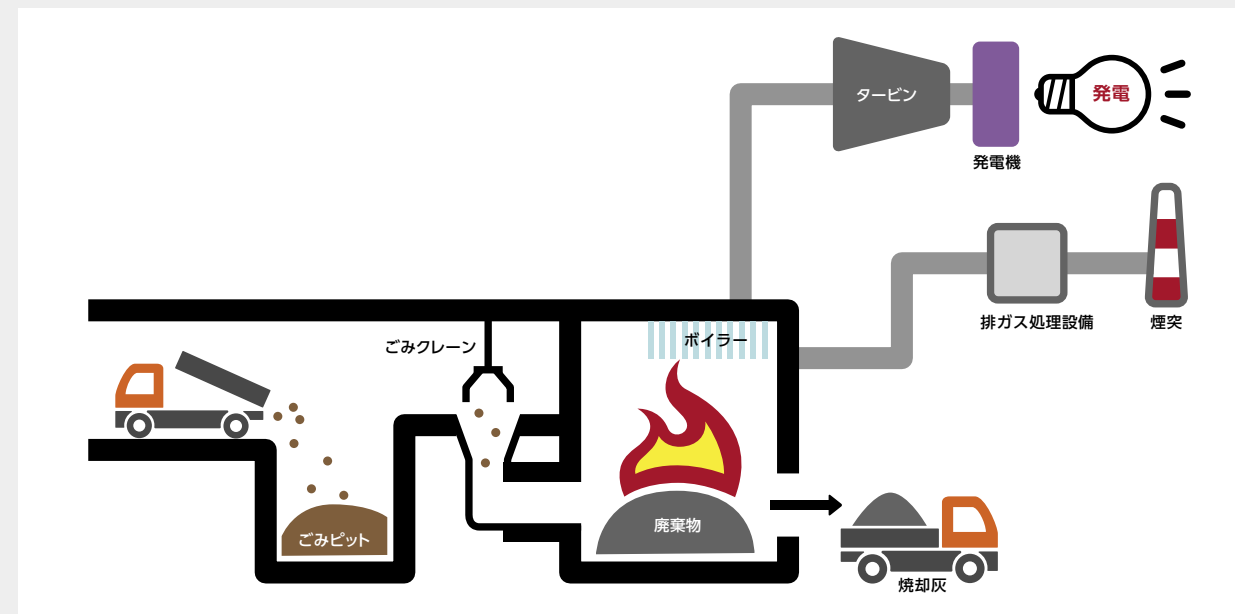 タービン
発電
発電機
排ガス処理設備
煙突
ボイラー
ごみクレーン
ごみピット
廃棄物
焼却灰